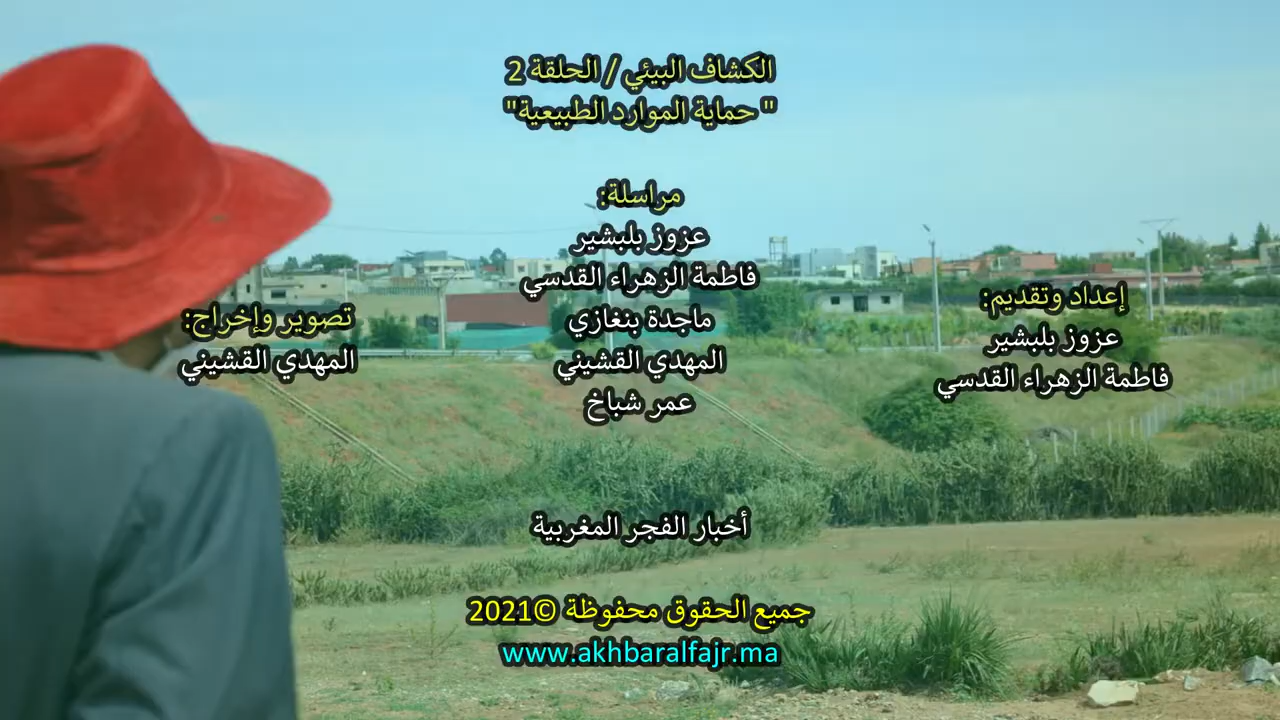 الكشاف البيئي / الحلقة 2
" حماية الموارد الطبيعية"
إعداد وتقديم:
عزوز بلبشير
فاطمة الزهراء القدسي
مراسلة:
عزوز بلبشير
فاطمة الزهراء القدسي
ماجدة بنغازي
المهدي القشيني
عمر شباخ
تصوير وإخراج:
المهدي القشيني
أخبار الفجر المغربية
جميع الحقوق محفوظة ©2021
www.akhbaralfajr.ma